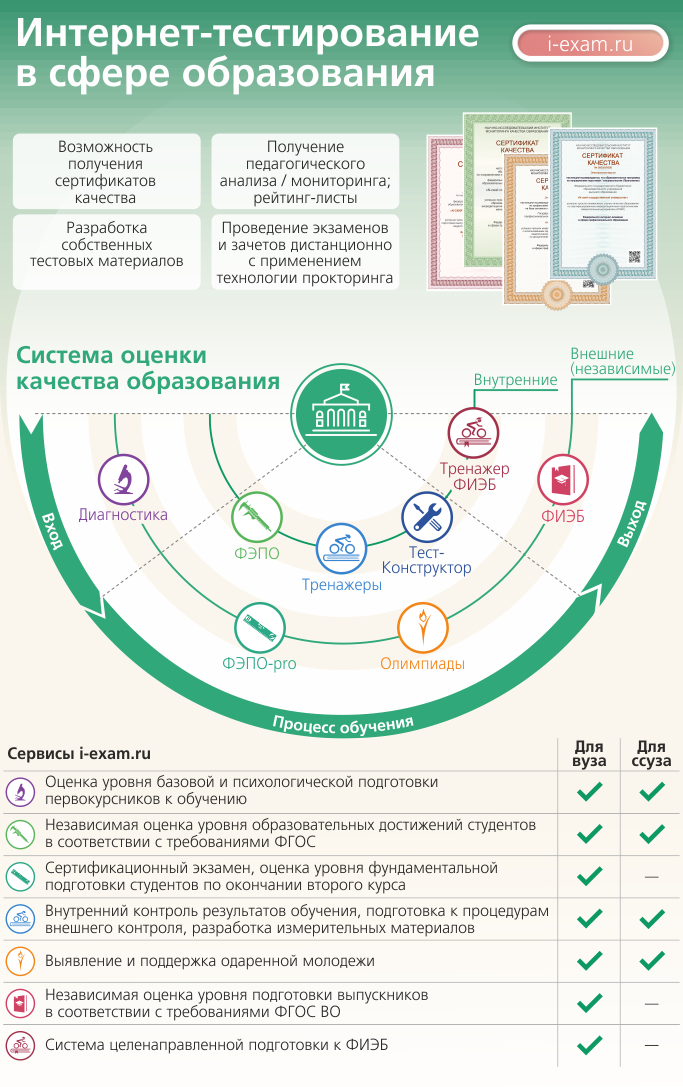 Интернет-тестирование
в сфере образования
i-exam.ru
Возможность
получения
сертификатов
качества
Получение
педагогического
анализа / мониторинга;
рейтинг-листы
Разработка
собственных
тестовых материалов
Проведение экзаменов
и зачетов дистанционно
с применением
технологии прокторинга
СЕРТИФИКАТ
КАЧЕСТВА
СЕРТИФИКАТ
КАЧЕСТВА
Система оценки
качества образования
Внутренние
Внешние
(независимые)
Диагностика
ФЭПО
Тренажеры
Тест-
Конструктор
Тренажер
ФИЭБ
ФИЭБ
ФЭПО-pro
Олимпиады
Вход
Процесс обучения
Выход
Сервисы i-exam.ru
Для
вуза
Для
ссуза
Оценка уровня базовой и психологической подготовки
первокурсников к обучению
Независимая оценка уровня образовательных достижений студентов
в соответствии с требованиями ФГОС
Сертификационный экзамен, оценка уровня фундаментальной
подготовки студентов по окончании второго курса
—
Внутренний контроль результатов обучения, подготовка к процедурам
внешнего контроля, разработка измерительных материалов
Выявление и поддержка одаренной молодежи
Независимая оценка уровня подготовки выпускников
в соответствии с требованиями ФГОС ВО
—
Система целенаправленной подготовки к ФИЭБ
—